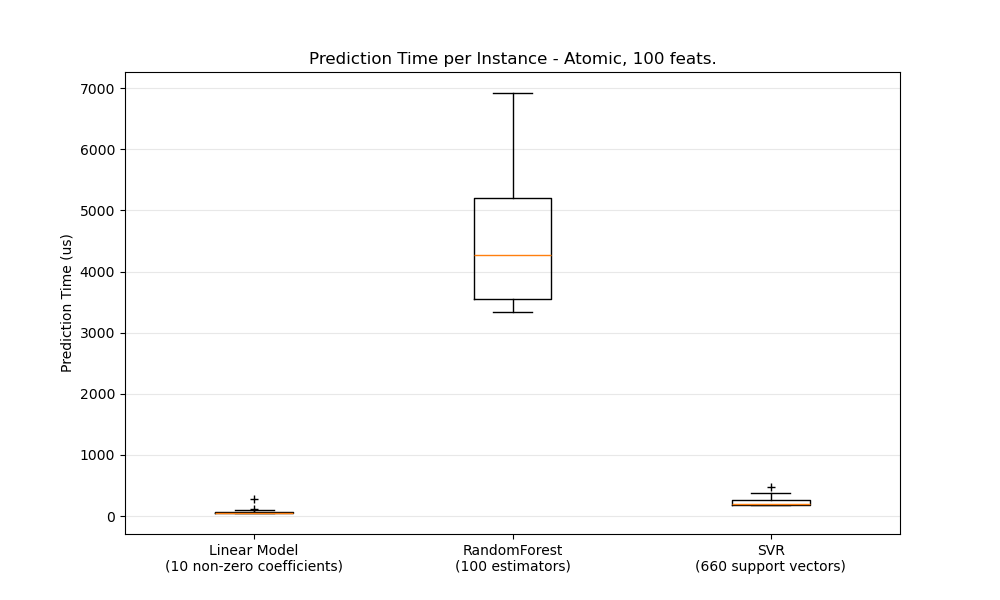 Prediction Time per Instance - Atomic, 100 feats.
Prediction Time (us)
7000
6000
5000
4000
3000
2000
1000
0
Linear Model
(10 non-zero coefficients)
RandomForest
(100 estimators)
SVR
(660 support vectors)